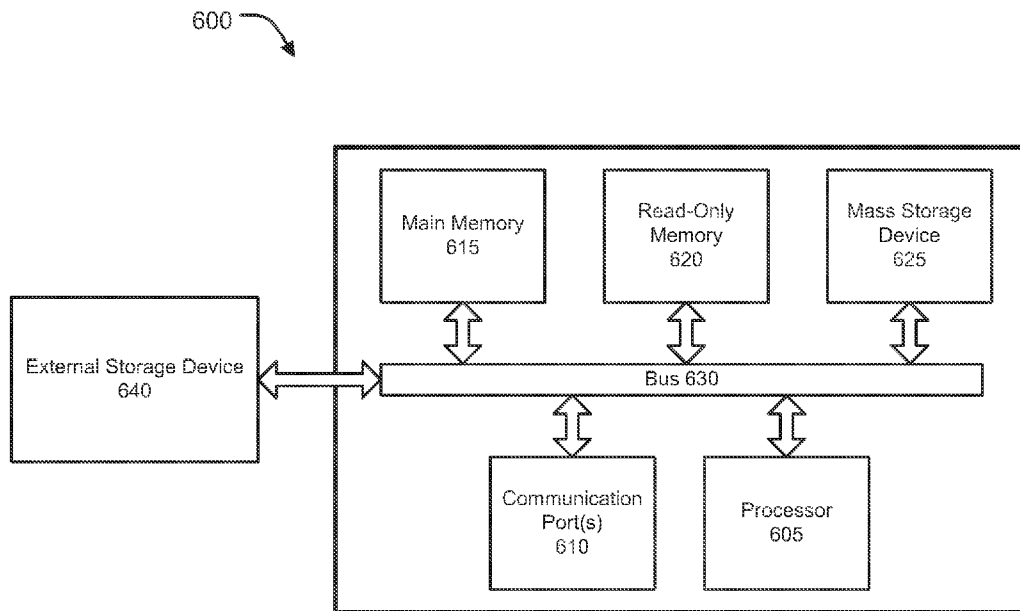 600
Main Memory
615
Read-Only
Memory
620
Mass Storage
Device
625
External Storage Device
640
Bus 630
Communication
Port(s)
610
Processor
605